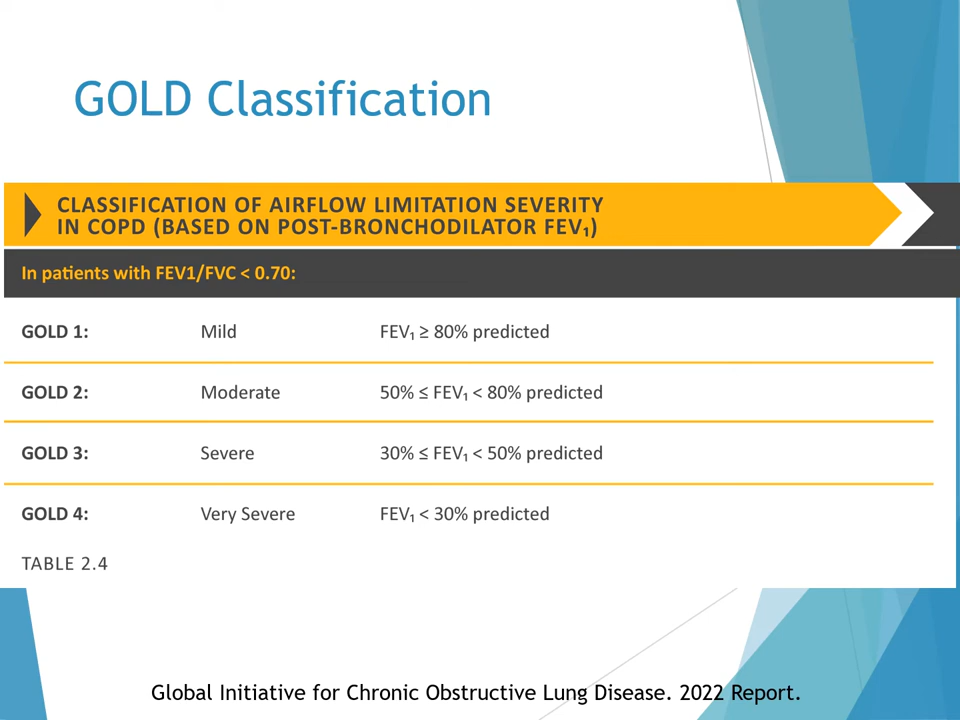 GOLD Classification
CLASSIFICATION OF AIRFLOW LIMITATION SEVERITY
IN COPD (BASED ON POST-BRONCHODILATOR FEV₁)
In patients with FEV1/FVC < 0.70:
GOLD 1: Mild FEV₁ ≥ 80% predicted
GOLD 2: Moderate 50% ≤ FEV₁ < 80% predicted
GOLD 3: Severe 30% ≤ FEV₁ < 50% predicted
GOLD 4: Very Severe FEV₁ < 30% predicted
TABLE 2.4
Global Initiative for Chronic Obstructive Lung Disease. 2022 Report.